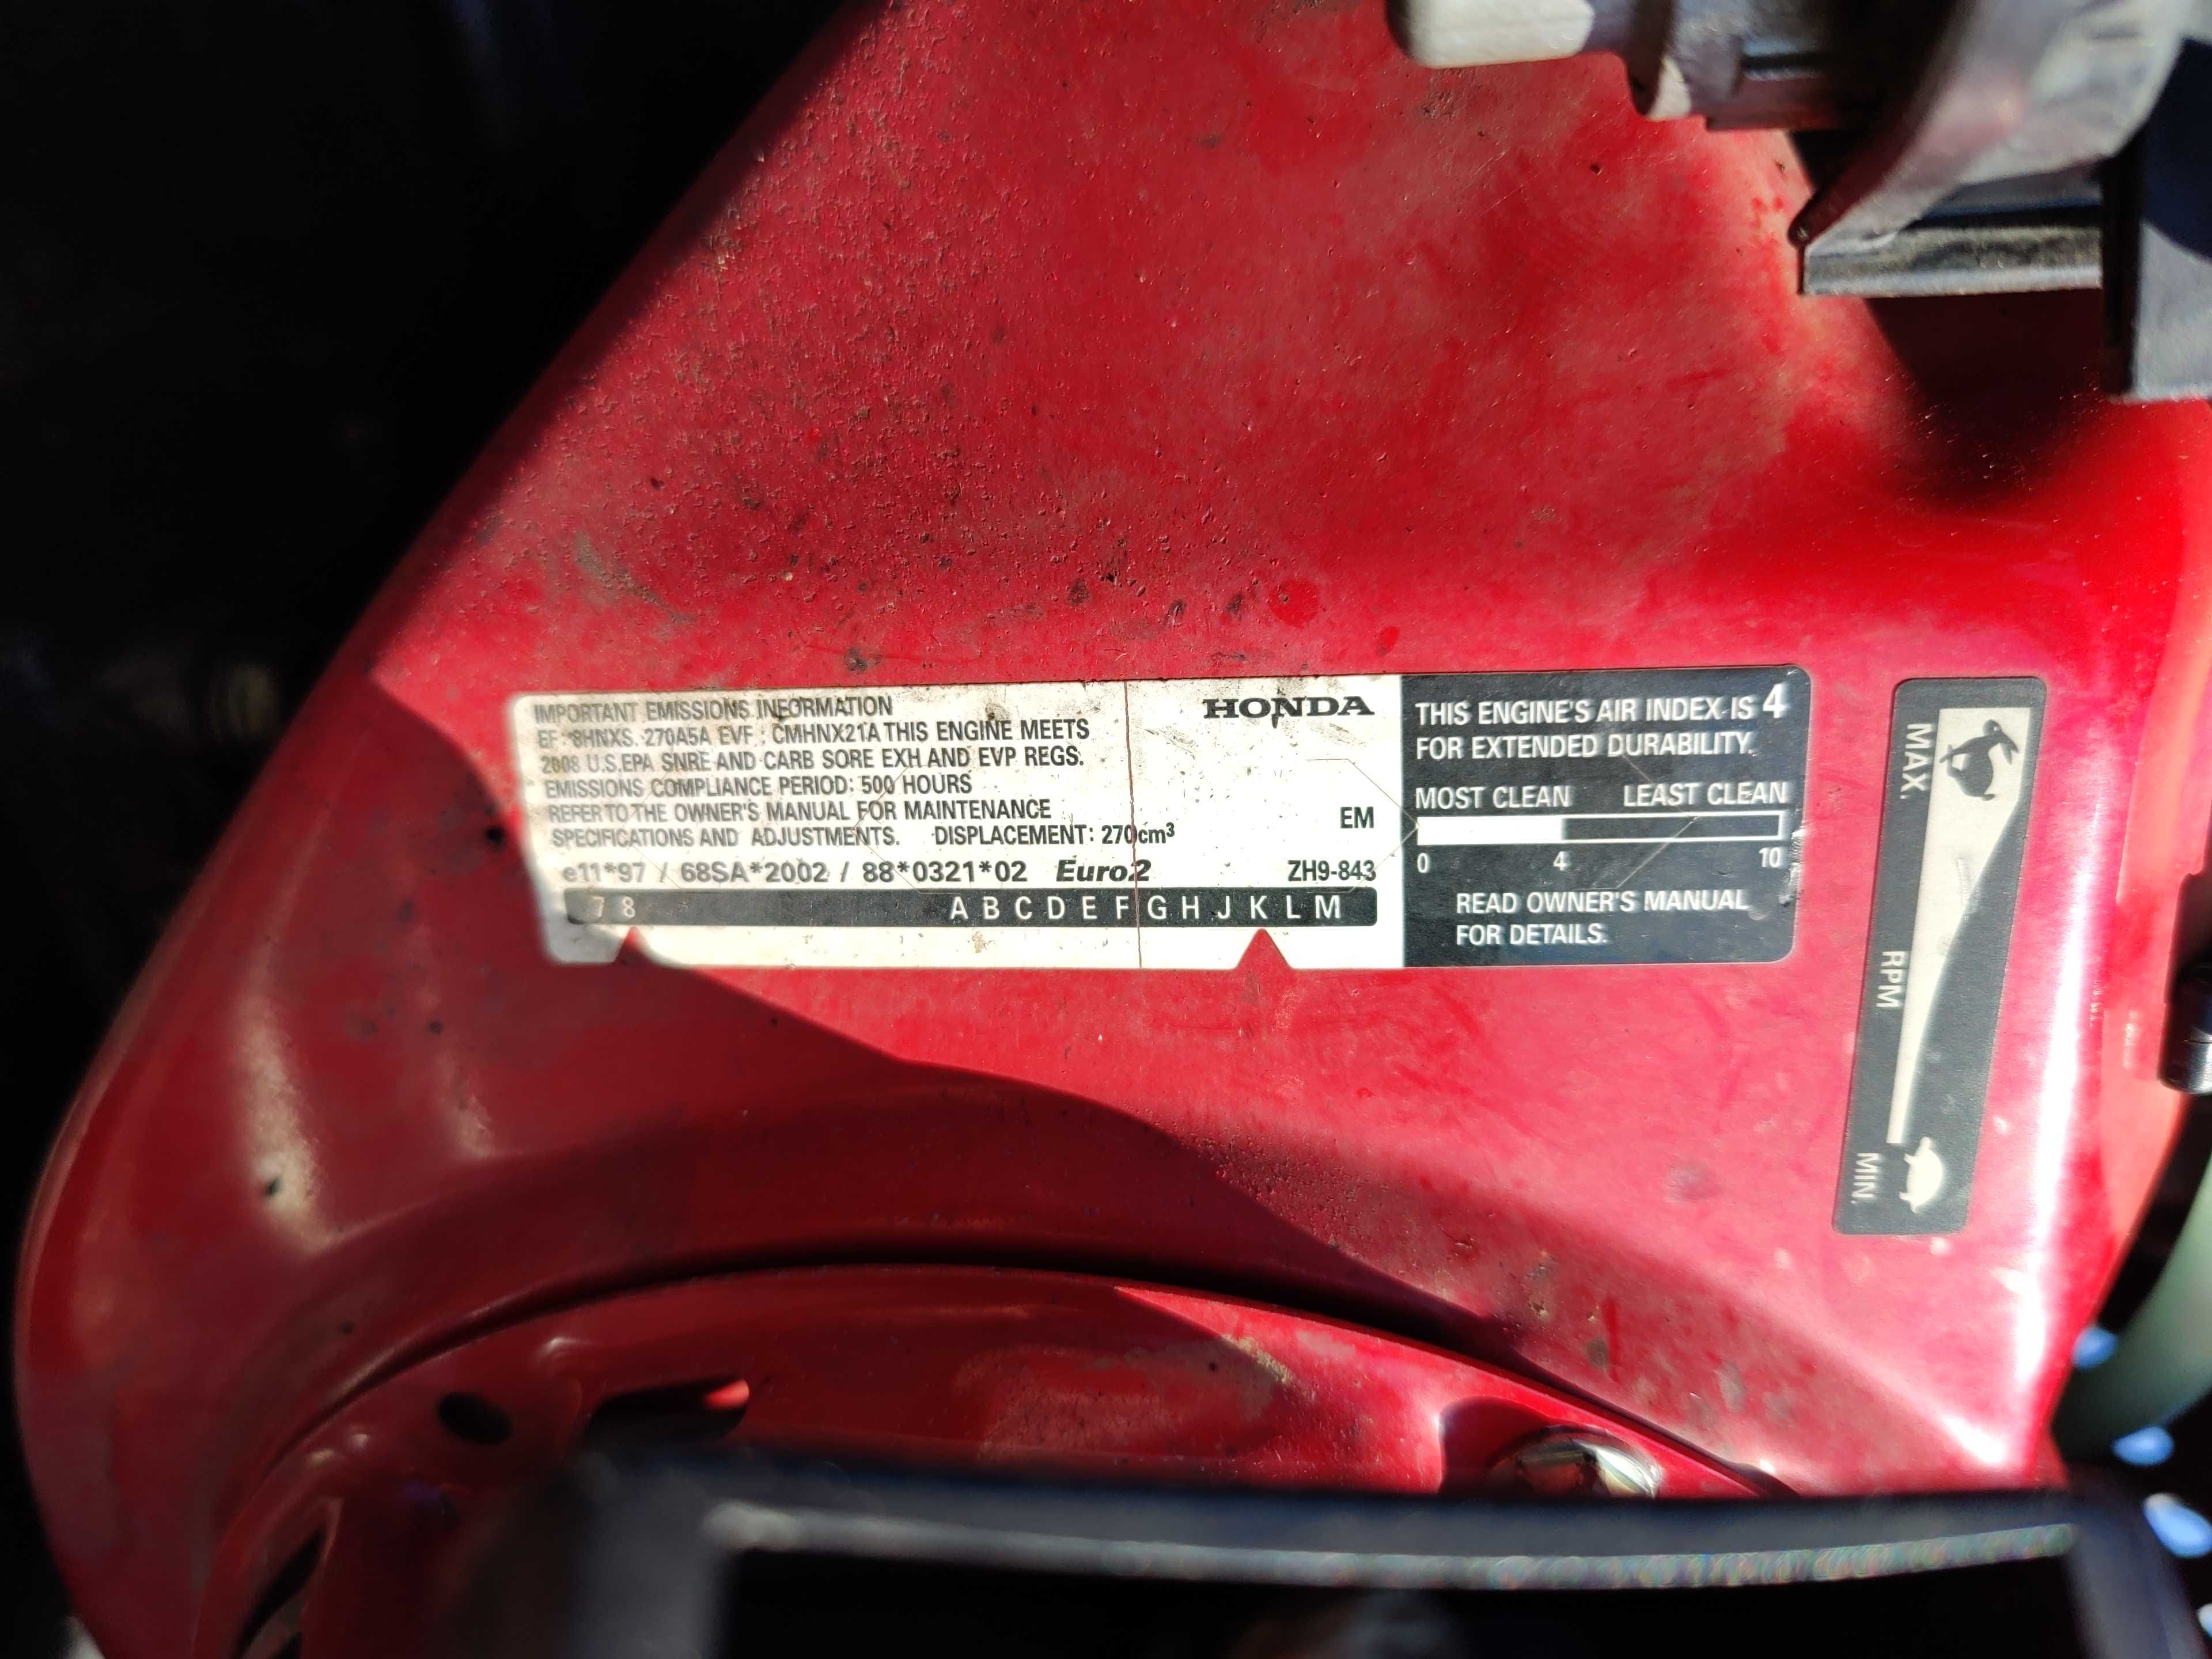 IMPORTANT EMISSIONS INFORMATION
EF : 8HNXS. 270A5A EVF : CMHNX21A THIS ENGINE MEETS
2008 U.S.EPA SNRE AND CARB SORE EXH AND EVP REGS.
EMISSIONS COMPLIANCE PERIOD: 500 HOURS
REFER TO THE OWNER'S MANUAL FOR MAINTENANCE
SPECIFICATIONS AND ADJUSTMENTS. DISPLACEMENT: 270cm³
e11*97 / 68SA*2002 / 88*0321*02 Euro2
HONDA
EM
ZH9-843
7 8 A B C D E F G H J K L M
THIS ENGINE'S AIR INDEX IS 4
FOR EXTENDED DURABILITY.
MOST CLEAN LEAST CLEAN
0 4 10
READ OWNER'S MANUAL
FOR DETAILS.
MAX.
RPM
MIN.